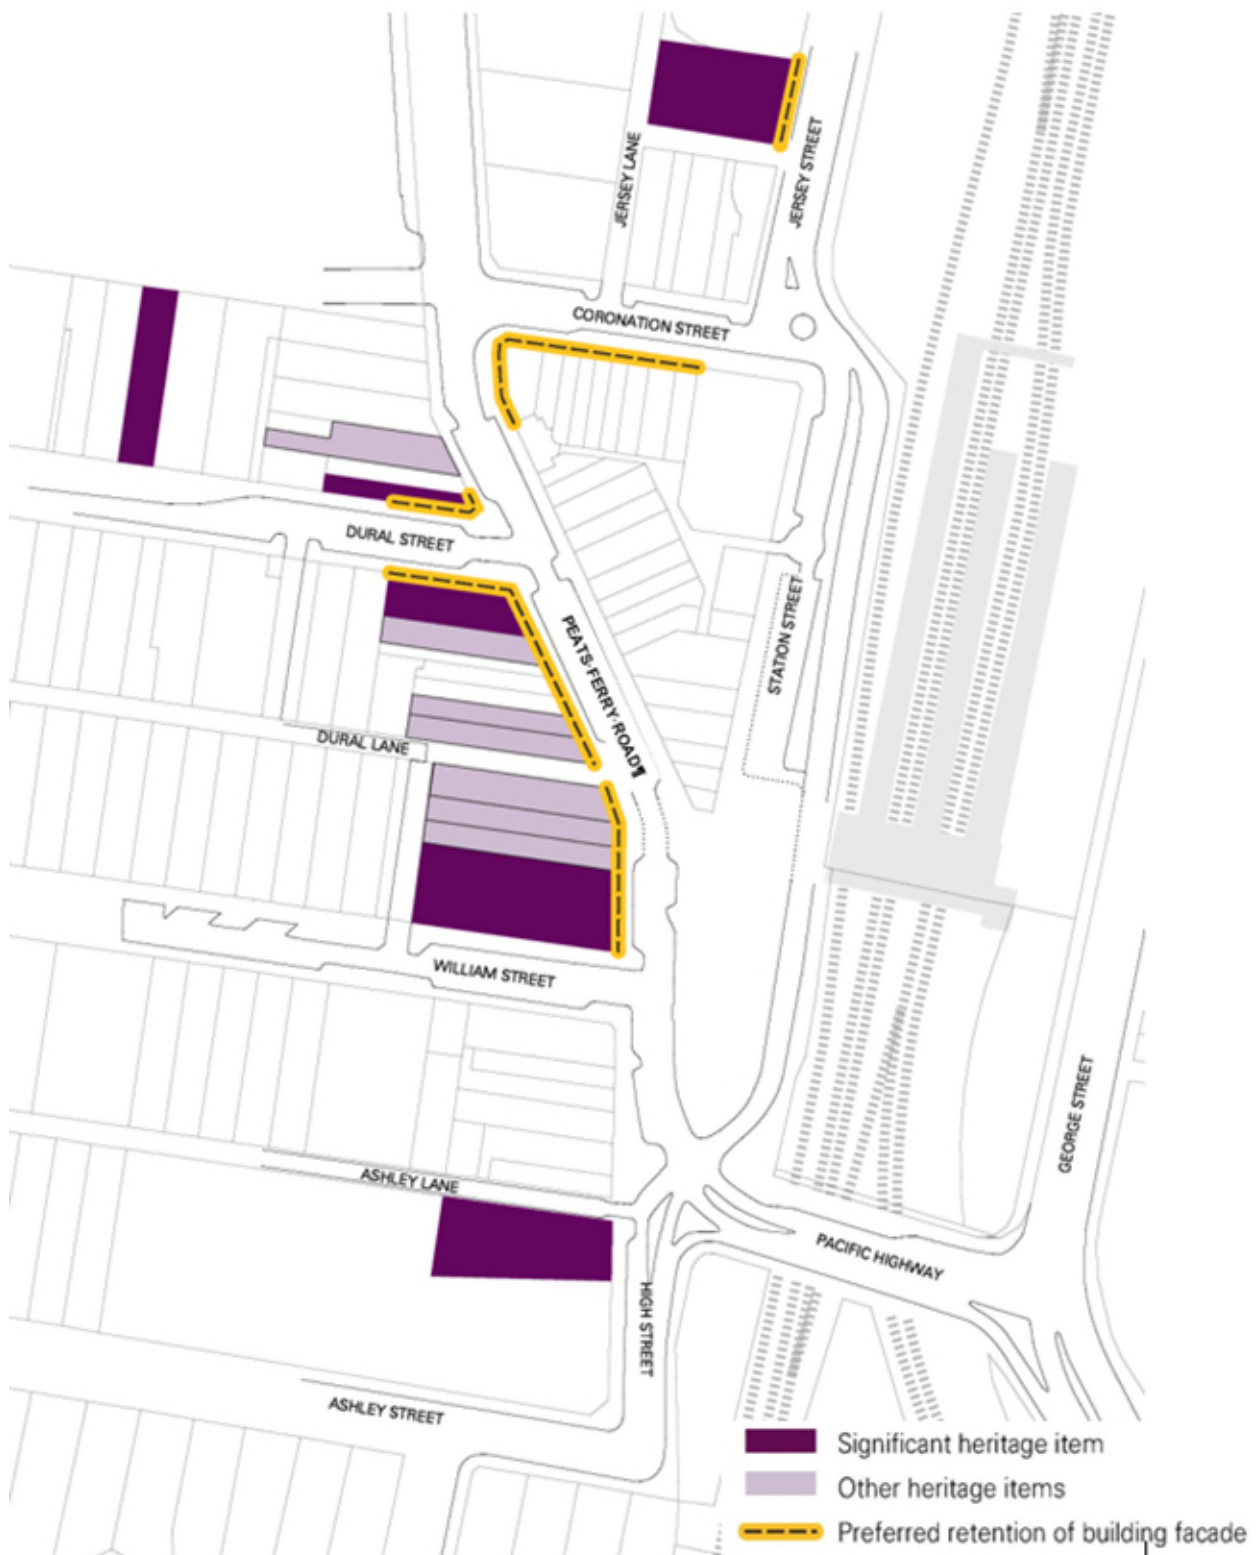 JERSEY LANE
JERSEY STREET
CORONATION STREET
DURAL STREET
PEATS FERRY ROAD¶
STATION STREET
DURAL LANE
WILLIAM STREET
GEORGE STREET
ASHLEY LANE
PACIFIC HIGHWAY
HIGH STREET
ASHLEY STREET
Significant heritage item
Other heritage items
Preferred retention of building facade